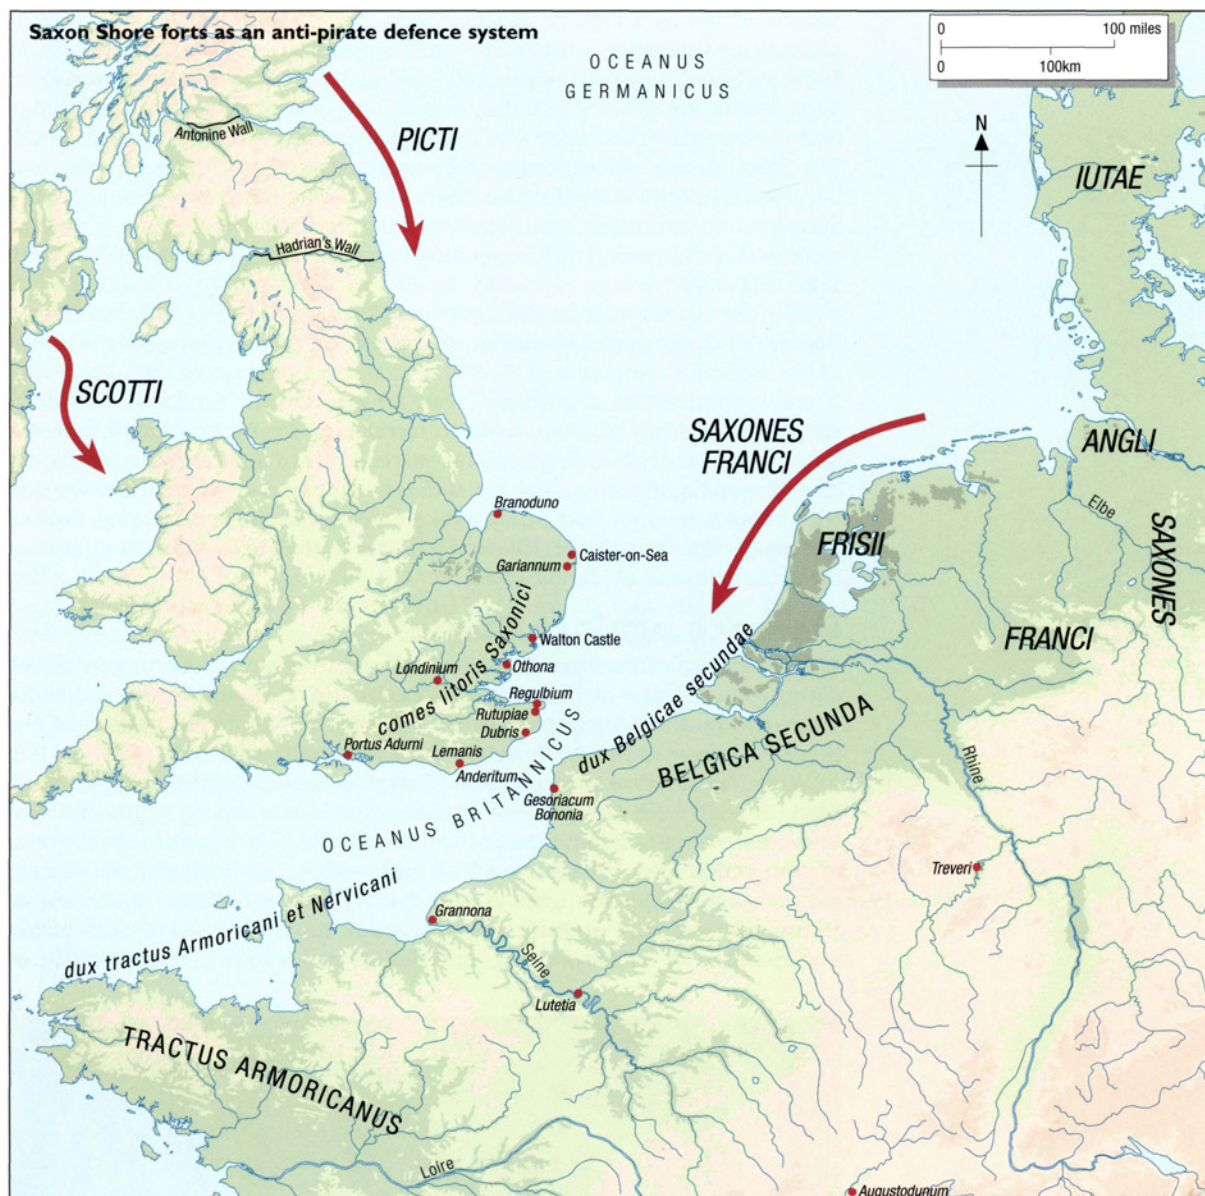 Saxon Shore forts as an anti-pirate defence system
0 100 miles
0 100km
OCEANUS
GERMANICUS
N
Antonine Wall
PICTI
IUTAE
Hadrian's Wall
SCOTTI
SAXONES
FRANCI
ANGLI
Elbe
SAXONES
Branoduno
Caister-on-Sea
Gariannum
FRISII
comes litoris Saxonici
Walton Castle
FRANCI
Othona
Londinium
Regulbium
Rutupiae
Dubris
dux Belgicae secundae
BELGICA SECUNDA
Portus Adurni
Lemanis
Anderitum
Rhine
Gesoriacum
Bononia
OCEANUS BRITANNICUS
Treveri
dux tractus Armoricani et Nervicani
Grannona
Seine
Lutetia
TRACTUS ARMORICANUS
Loire
Augustodunum